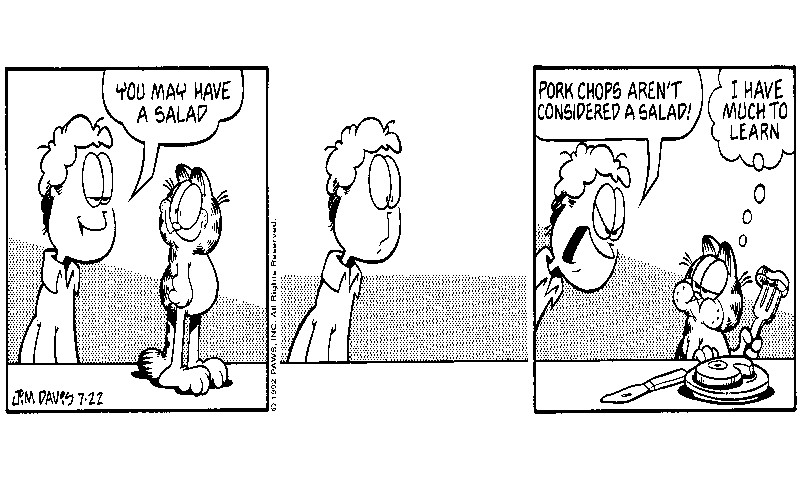 YOU MAY HAVE
A SALAD
JIM DAVIS 7·22
© 1992 PAWS, INC. All Rights Reserved.
PORK CHOPS AREN'T
CONSIDERED A SALAD!
I HAVE
MUCH TO
LEARN